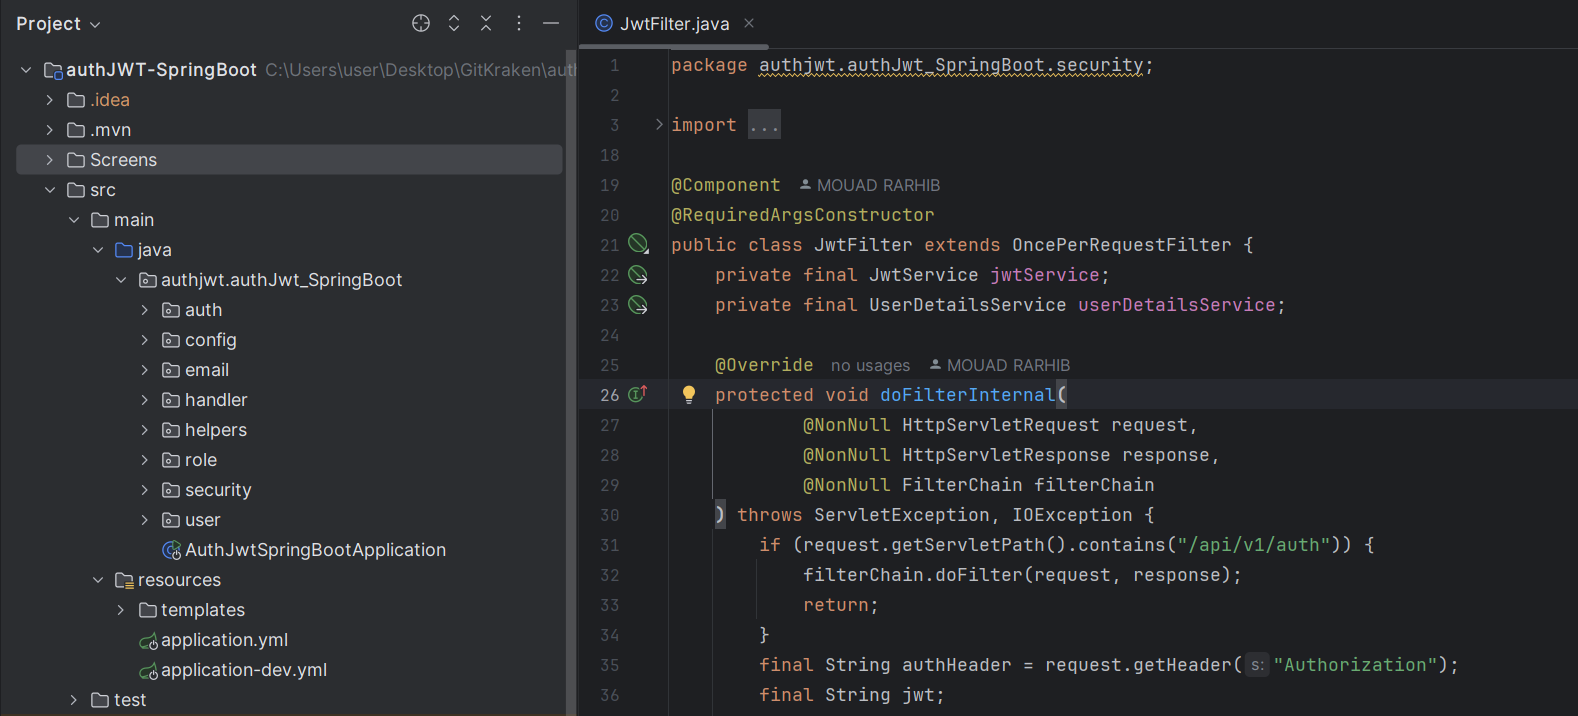 Project
authJWT-SpringBoot C:\Users\user\Desktop\GitKraken\auth
.idea
.mvn
Screens
src
main
java
authjwt.authJwt_SpringBoot
auth
config
email
handler
helpers
role
security
user
AuthJwtSpringBootApplication
resources
templates
application.yml
application-dev.yml
test
JwtFilter.java
1 package authjwt.authJwt_SpringBoot.security;
2
3 import ...
18
19 @Component MOUAD RARHIB
20 @RequiredArgsConstructor
21 public class JwtFilter extends OncePerRequestFilter {
22 private final JwtService jwtService;
23 private final UserDetailsService userDetailsService;
24
25 @Override no usages MOUAD RARHIB
26 protected void doFilterInternal(
27 @NonNull HttpServletRequest request,
28 @NonNull HttpServletResponse response,
29 @NonNull FilterChain filterChain
30 ) throws ServletException, IOException {
31 if (request.getServletPath().contains("/api/v1/auth")) {
32 filterChain.doFilter(request, response);
33 return;
34 }
35 final String authHeader = request.getHeader( s: "Authorization");
36 final String jwt;